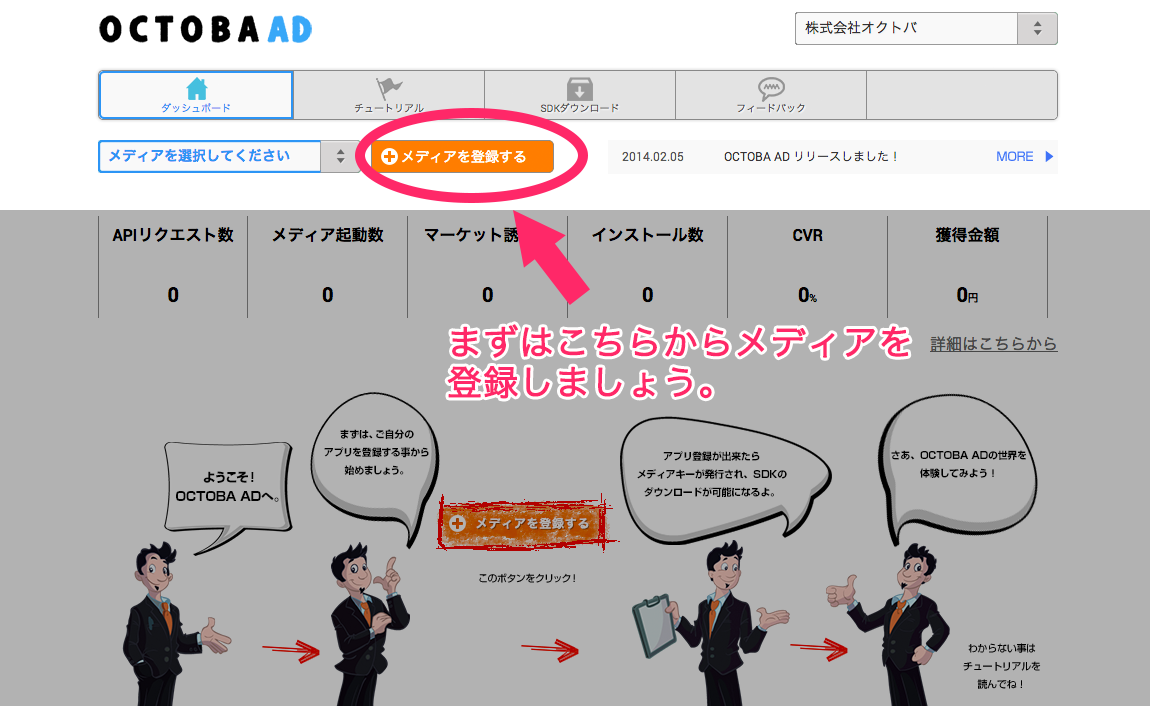 OCTOBA AD
株式会社オクトバ
ダッシュボード
チュートリアル
SDKダウンロード
フィードバック
メディアを選択してください
メディアを登録する
2014.02.05
OCTOBA AD リリースしました！
MORE
APIリクエスト数
メディア起動数
マーケット誘
インストール数
CVR
獲得金額
0
0
0
0
0%
0円
まずはこちらからメディアを
登録しましょう。
詳細はこちらから
ようこそ！
OCTOBA ADへ。
まずは、ご自分の
アプリを登録する事から
始めましょう。
メディアを登録する
このボタンをクリック！
アプリ登録が出来たら
メディアキーが発行され、SDKの
ダウンロードが可能になるよ。
さあ、OCTOBA ADの世界を
体験してみよう！
わからない事は
チュートリアルを
読んでね！